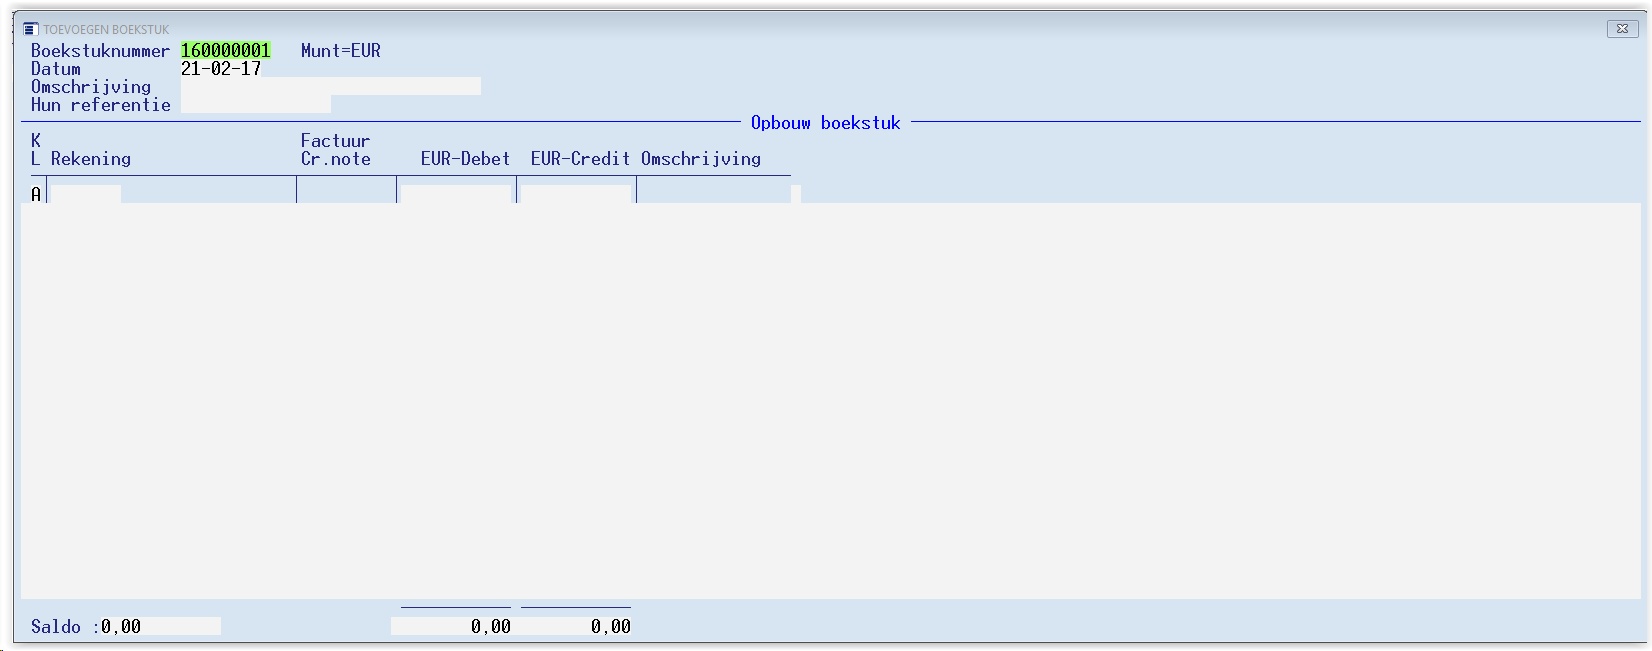 TOEVOEGEN BOEKSTUK
Boekstuknummer 160000001 Munt=EUR
Datum 21-02-17
Omschrijving
Hun referentie
Opbouw boekstuk
K Factuur
L Rekening Cr.note EUR-Debet EUR-Credit Omschrijving
A
Saldo :0,00 0,00 0,00